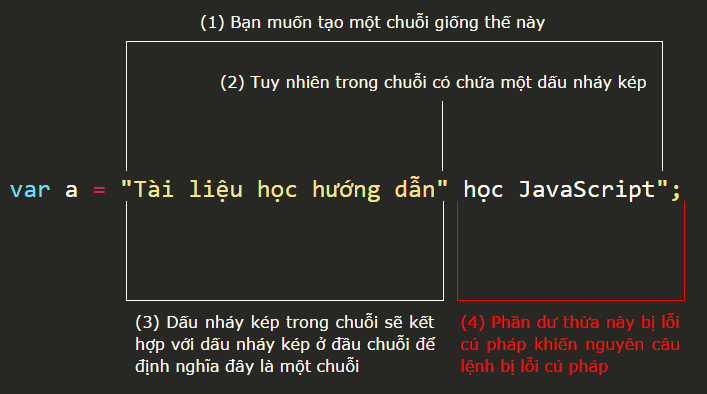 (1) Bạn muốn tạo một chuỗi giống thế này
(2) Tuy nhiên trong chuỗi có chứa một dấu nháy kép
var a = "Tài liệu học hướng dẫn" học JavaScript";
(3) Dấu nháy kép trong chuỗi sẽ kết
hợp với dấu nháy kép ở đầu chuỗi để
định nghĩa đây là một chuỗi
(4) Phần dư thừa này bị lỗi
cú pháp khiến nguyên câu
lệnh bị lỗi cú pháp